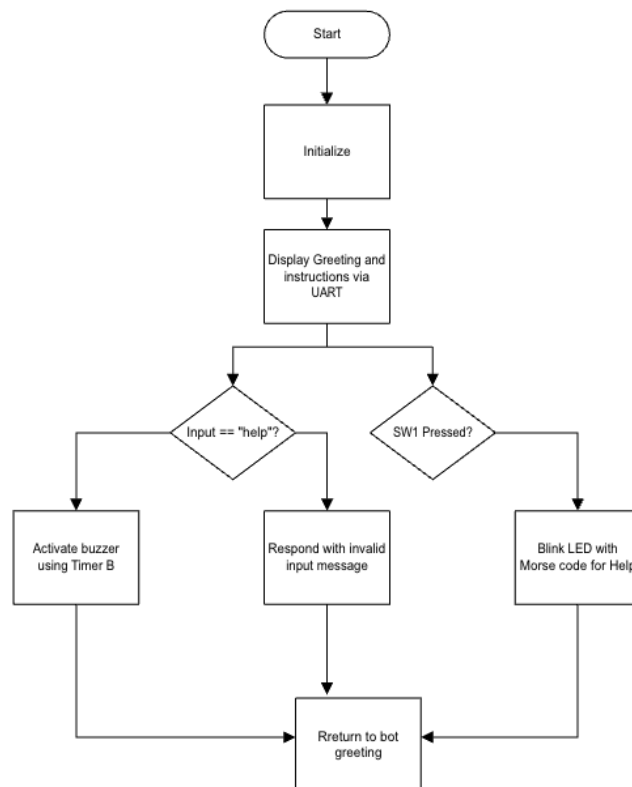 Start
Initialize
Display Greeting and
instructions via
UART
Input == "help"?
SW1 Pressed?
Activate buzzer
using Timer B
Respond with invalid
input message
Blink LED with
Morse code for Help
Rreturn to bot
greeting